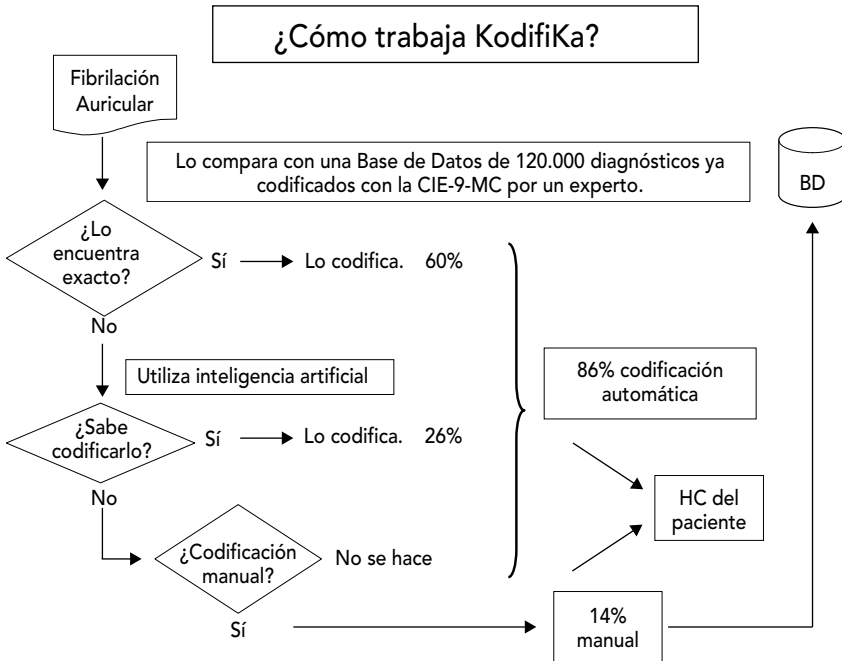 ¿Cómo trabaja KodifiKa?
Fibrilación
Auricular
Lo compara con una Base de Datos de 120.000 diagnósticos ya
codificados con la CIE-9-MC por un experto.
BD
¿Lo
encuentra
exacto?
Sí
Lo codifica. 60%
No
Utiliza inteligencia artificial
86% codificación
automática
¿Sabe
codificarlo?
Sí
Lo codifica. 26%
No
HC del
paciente
¿Codificación
manual?
No se hace
Sí
14%
manual